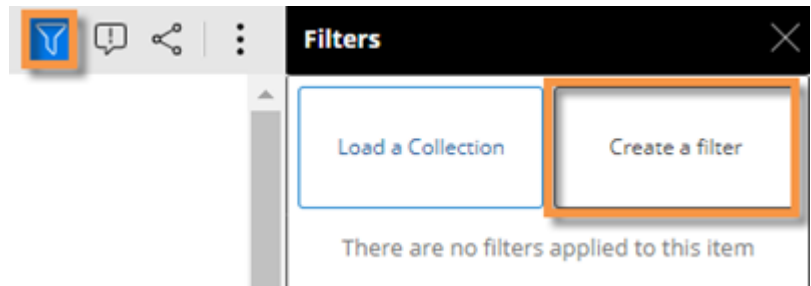 Filters
Load a Collection
Create a filter
There are no filters applied to this item